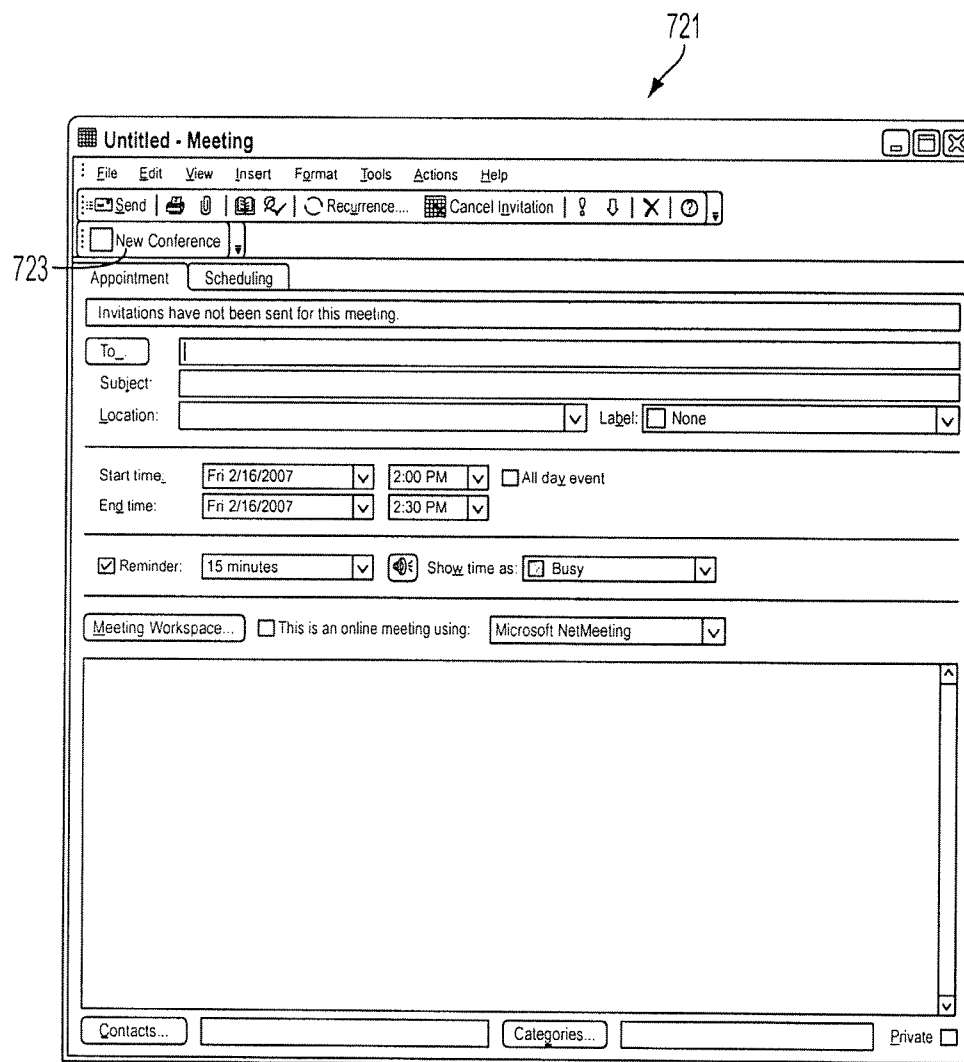 721
Untitled - Meeting
File Edit View Insert Format Tools Actions Help
Send Recurrence.... Cancel Invitation
New Conference
723
Appointment Scheduling
Invitations have not been sent for this meeting.
To_.
Subject:
Location: Label: None
Start time. Fri 2/16/2007 2:00 PM All day event
End time: Fri 2/16/2007 2:30 PM
Reminder: 15 minutes Show time as: Busy
Meeting Workspace... This is an online meeting using: Microsoft NetMeeting
Contacts... Categories... Private